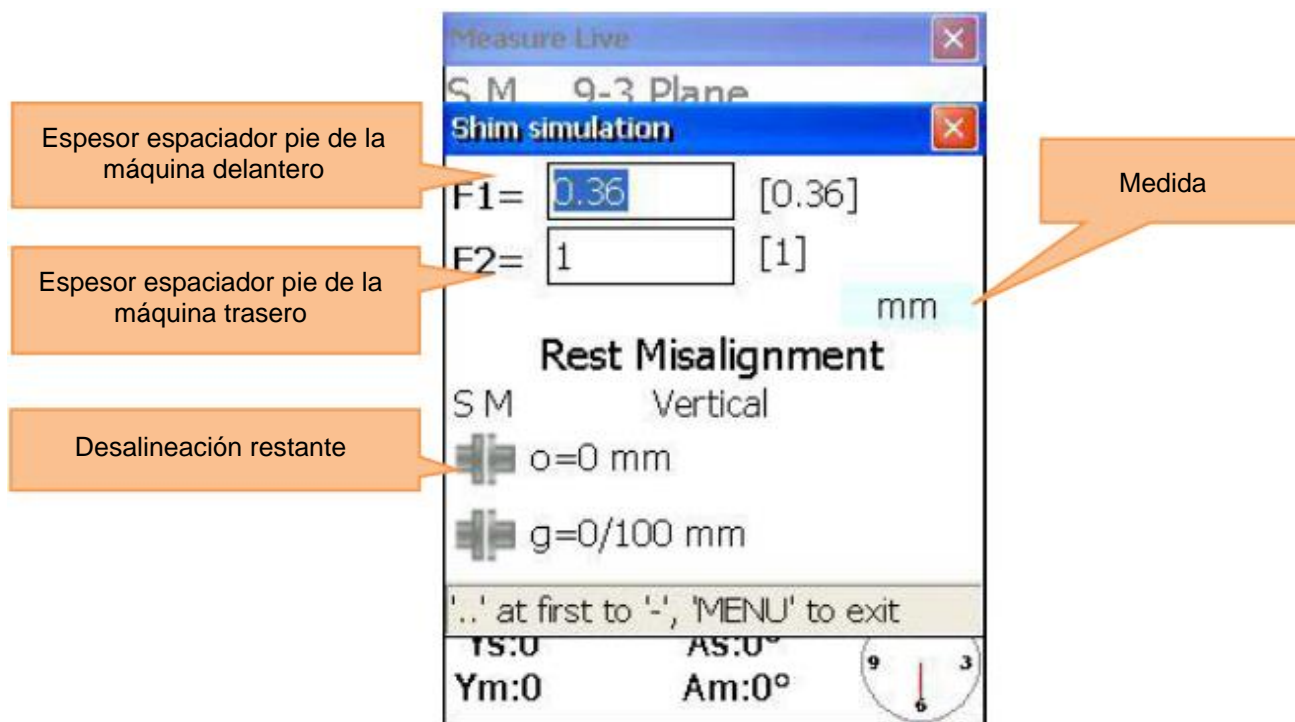 Measure Live
S M 9-3 Plane
Espesor espaciador pie de la
máquina delantero
Shim simulation
F1= 0.36 [0.36]
Medida
Espesor espaciador pie de la
máquina trasero
F2= 1 [1]
mm
Rest Misalignment
S M Vertical
Desalineación restante
o=0 mm
g=0/100 mm
'..' at first to '-', 'MENU' to exit
Ys:0 As:0°
Ym:0 Am:0°
9 3
6